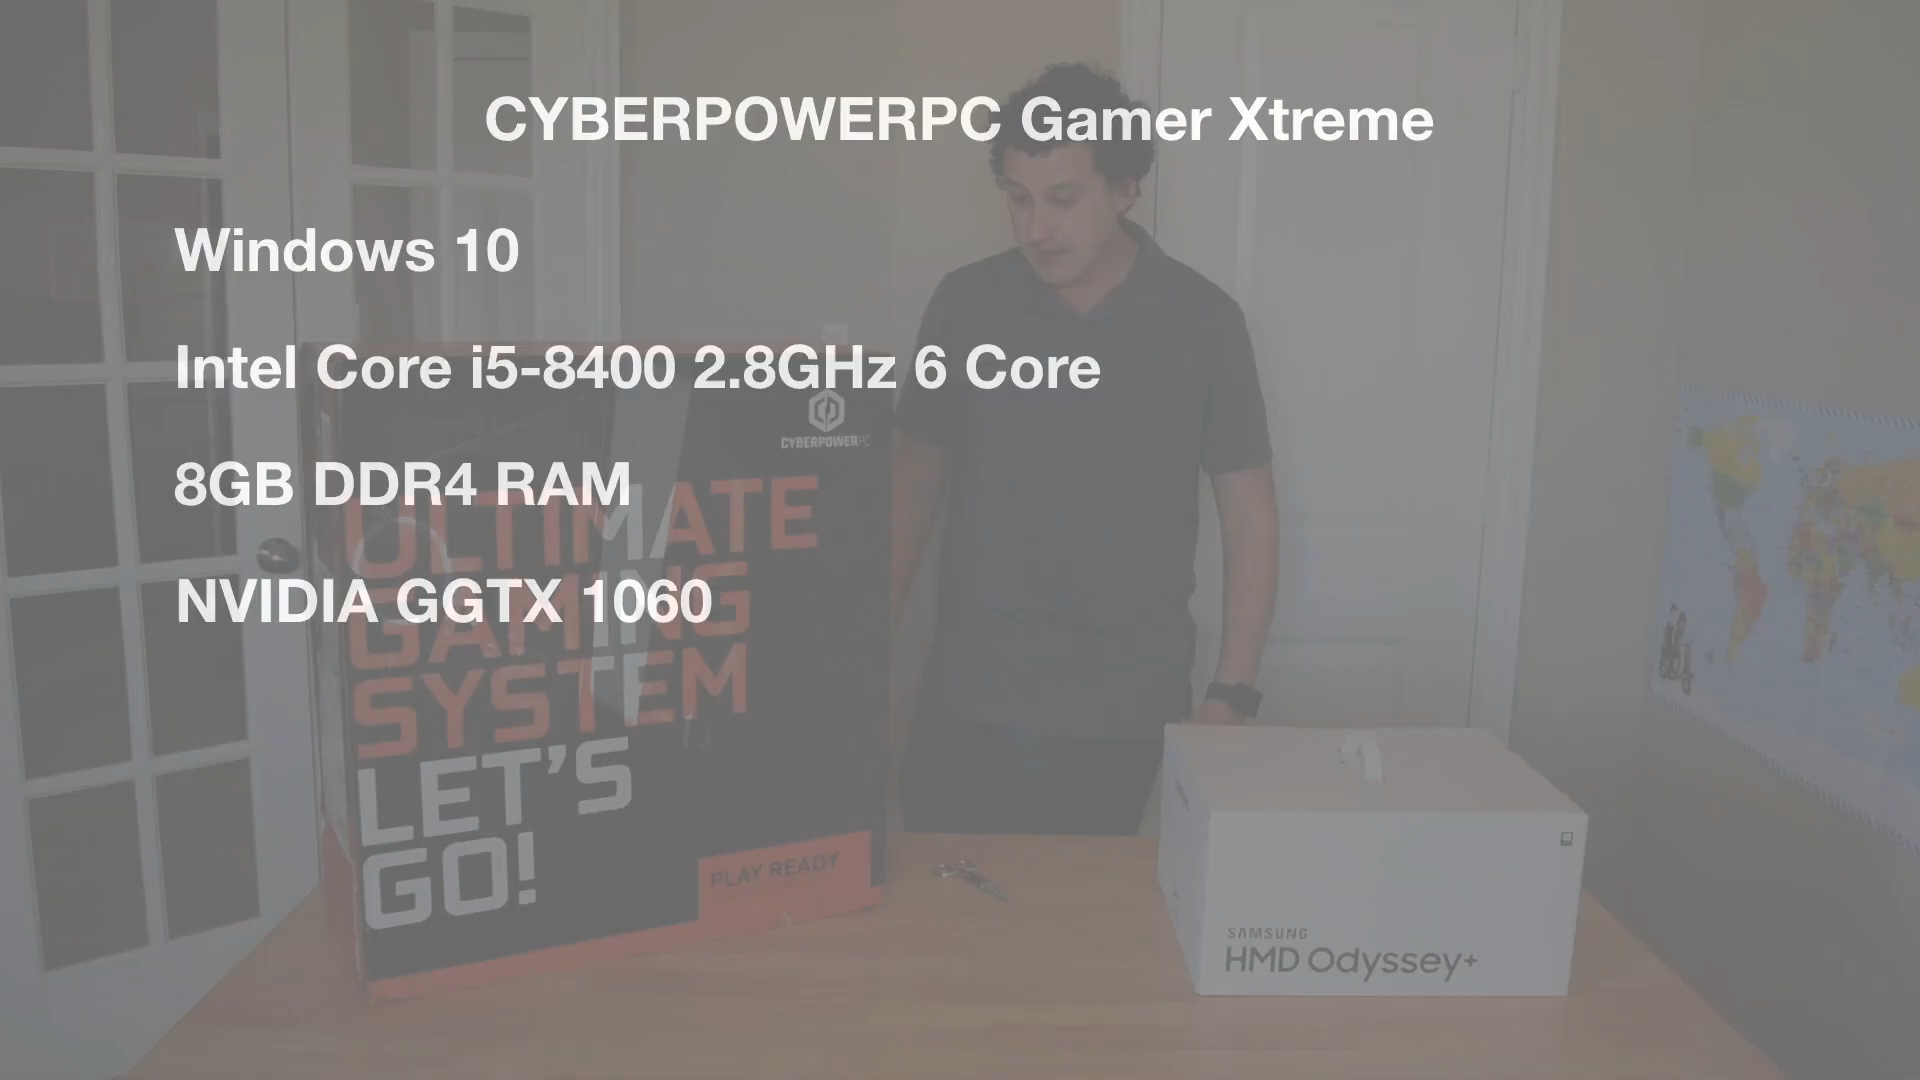 CYBERPOWERPC Gamer Xtreme
Windows 10
Intel Core i5-8400 2.8GHz 6 Core
8GB DDR4 RAM
NVIDIA GGTX 1060
CYBERPOWERPC
ULTIMATE
GAMING
SYSTEM
LET'S
GO!
PLAY READY
SAMSUNG
HMD Odyssey+